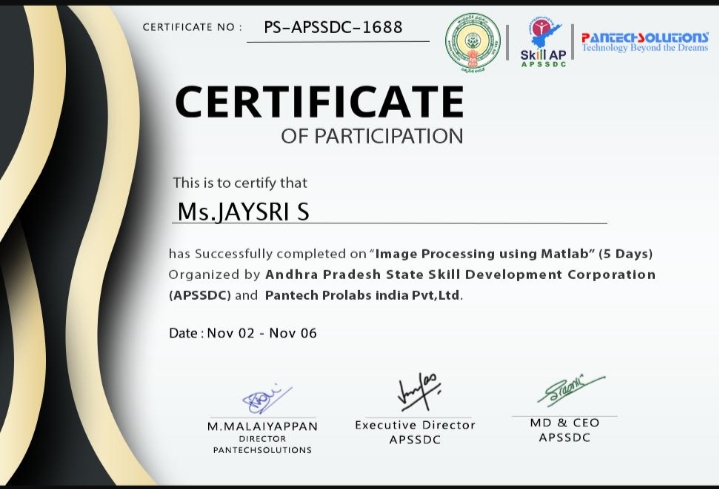 CERTIFICATE NO : PS-APSSDC-1688
Skill AP
APSSDC
PANTECHSOLUTIONS
Technology Beyond the Dreams
CERTIFICATE
OF PARTICIPATION
This is to certify that
Ms.JAYSRI S
has Successfully completed on "Image Processing using Matlab" (5 Days)
Organized by Andhra Pradesh State Skill Development Corporation
(APSSDC) and Pantech Prolabs india Pvt,Ltd.
Date : Nov 02 - Nov 06
M.MALAIYAPPAN
DIRECTOR
PANTECHSOLUTIONS
Executive Director
APSSDC
MD & CEO
APSSDC